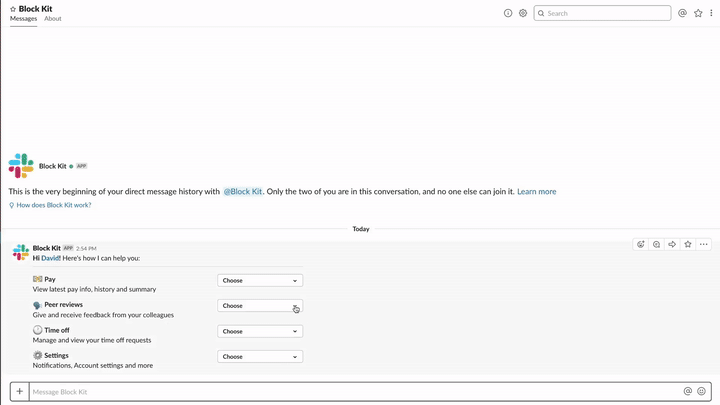 Block Kit
Messages About
Search
Block Kit APP
This is the very beginning of your direct message history with @Block Kit. Only the two of you are in this conversation, and no one else can join it. Learn more
How does Block Kit work?
Today
Block Kit APP 2:54 PM
Hi David! Here's how I can help you:
Pay
View latest pay info, history and summary
Choose
Peer reviews
Give and receive feedback from your colleagues
Choose
Time off
Manage and view your time off requests
Choose
Settings
Notifications, Account settings and more
Choose
Message Block Kit